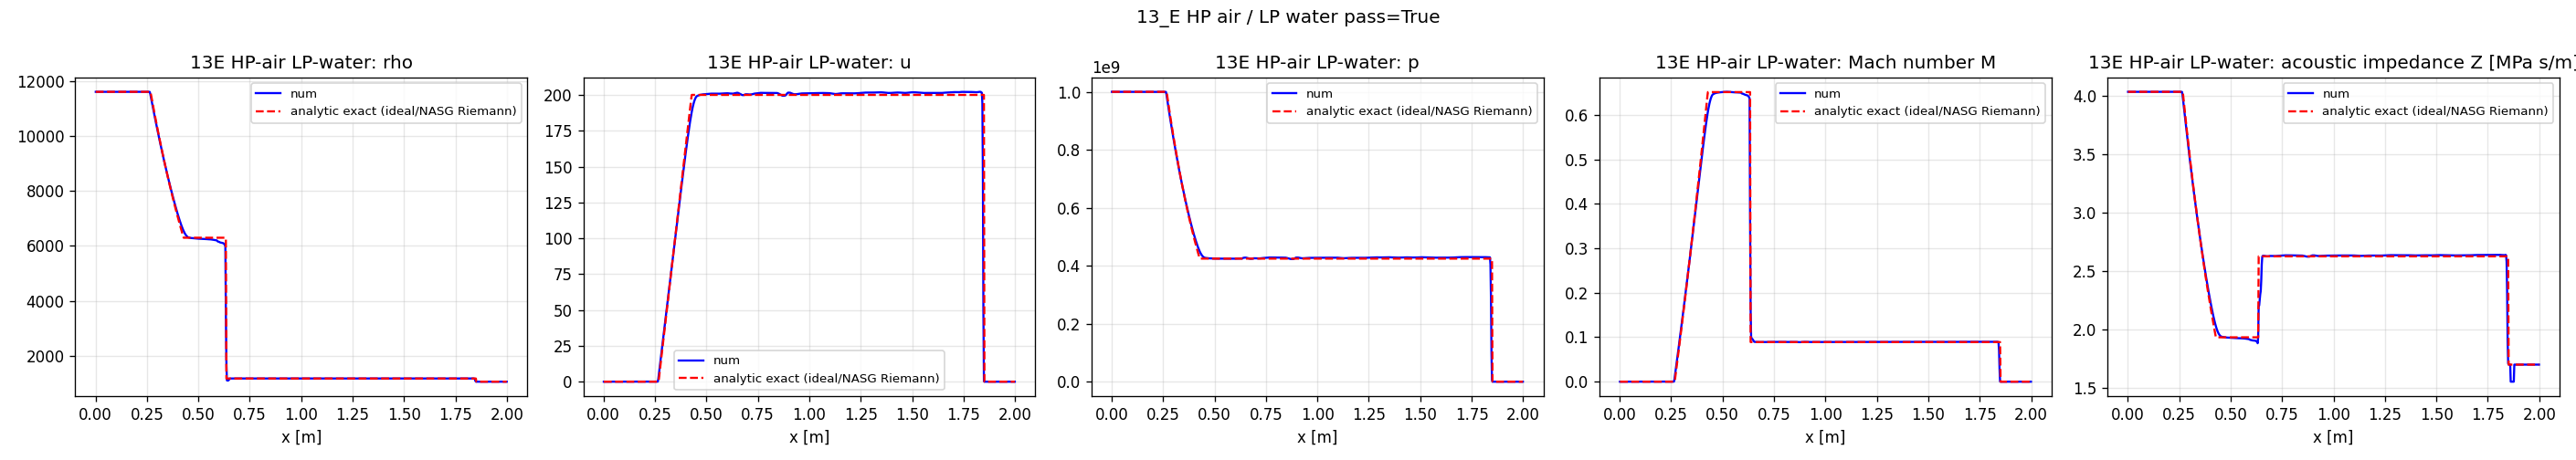 13_E HP air / LP water pass=True
13E HP-air LP-water: rho
num
analytic exact (ideal/NASG Riemann)
12000
10000
8000
6000
4000
2000
0.00 0.25 0.50 0.75 1.00 1.25 1.50 1.75 2.00
x [m]
13E HP-air LP-water: u
200
175
150
125
100
75
50
25
0
num
analytic exact (ideal/NASG Riemann)
0.00 0.25 0.50 0.75 1.00 1.25 1.50 1.75 2.00
x [m]
13E HP-air LP-water: p
1e9
num
analytic exact (ideal/NASG Riemann)
1.0
0.8
0.6
0.4
0.2
0.0
0.00 0.25 0.50 0.75 1.00 1.25 1.50 1.75 2.00
x [m]
13E HP-air LP-water: Mach number M
num
analytic exact (ideal/NASG Riemann)
0.6
0.5
0.4
0.3
0.2
0.1
0.0
0.00 0.25 0.50 0.75 1.00 1.25 1.50 1.75 2.00
x [m]
13E HP-air LP-water: acoustic impedance Z [MPa s/m]
num
analytic exact (ideal/NASG Riemann)
4.0
3.5
3.0
2.5
2.0
1.5
0.00 0.25 0.50 0.75 1.00 1.25 1.50 1.75 2.00
x [m]